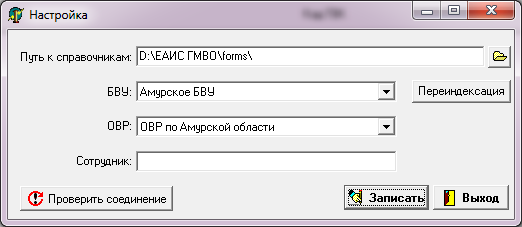 Настройка
Путь к справочникам: D:\ЕАИС ГМВО\forms\
БВУ: Амурское БВУ
Переиндексация
ОВР: ОВР по Амурской области
Сотрудник:
Проверить соединение
Записать
Выход